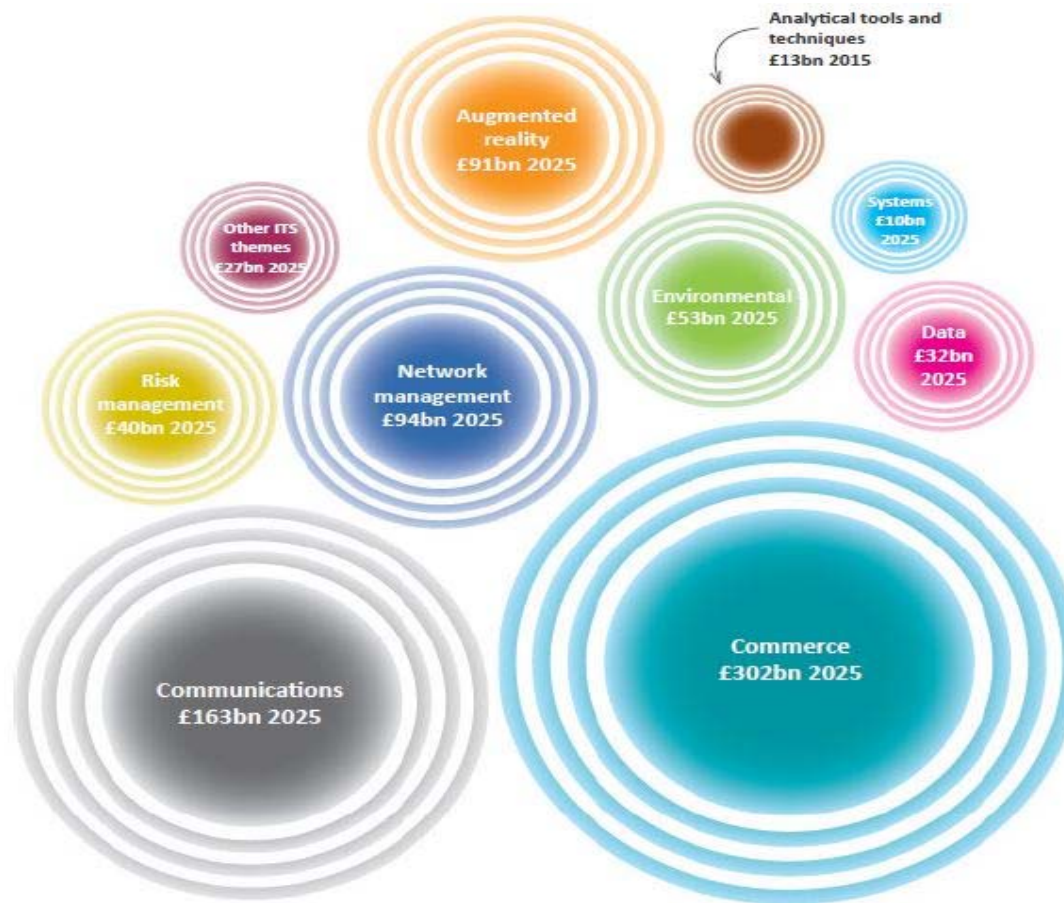 Analytical tools and
techniques
£13bn 2015
Augmented
reality
£91bn 2025
Systems
£10bn
2025
Other ITS
themes
£27bn 2025
Environmental
£53bn 2025
Data
£32bn
2025
Risk
management
£40bn 2025
Network
management
£94bn 2025
Commerce
£302bn 2025
Communications
£163bn 2025